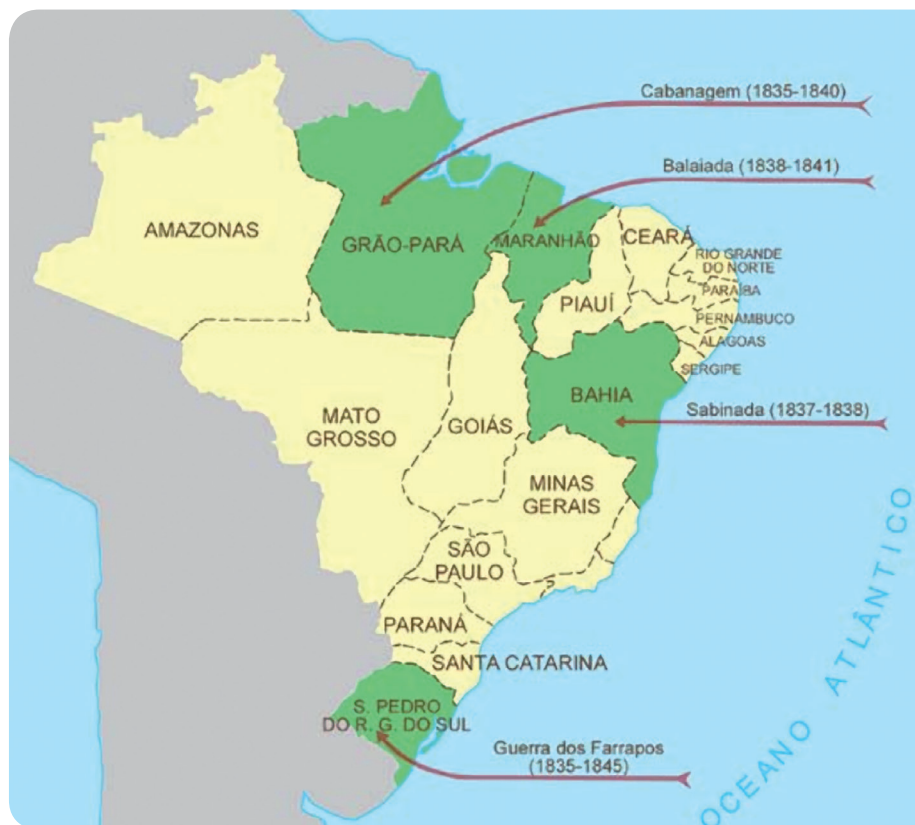 Cabanagem (1835-1840)
Balaiada (1838-1841)
AMAZONAS
GRÃO-PARÁ
MARANHÃO
CEARÁ
RIO GRANDE
DO NORTE
PARAÍBA
PIAUÍ
PERNAMBUCO
ALAGOAS
SERGIPE
BAHIA
Sabinada (1837-1838)
MATO
GROSSO
GOIÁS
MINAS
GERAIS
SÃO
PAULO
PARANÁ
SANTA CATARINA
S. PEDRO
DO R. G. DO SUL
Guerra dos Farrapos
(1835-1845)
OCEANO ATLÂNTICO